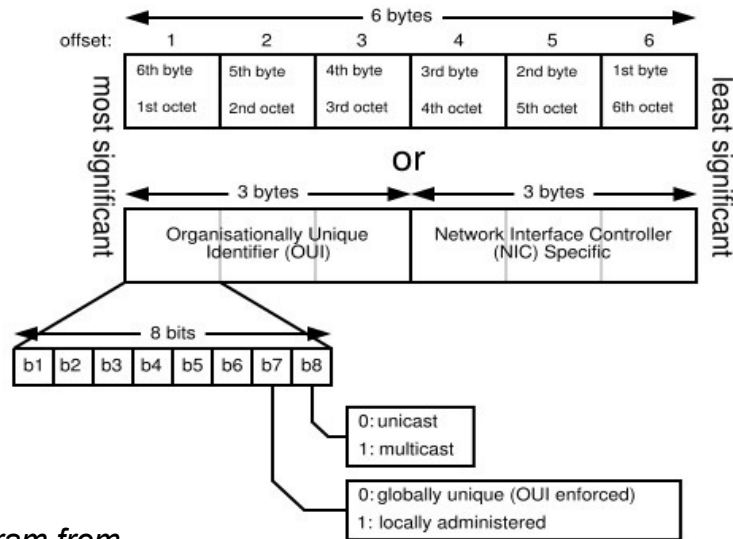 6 bytes
offset: 1 2 3 4 5 6
6th byte 5th byte 4th byte 3rd byte 2nd byte 1st byte
1st octet 2nd octet 3rd octet 4th octet 5th octet 6th octet
most significant
least significant
or
3 bytes 3 bytes
Organisationally Unique
Identifier (OUI)
Network Interface Controller
(NIC) Specific
8 bits
b1 b2 b3 b4 b5 b6 b7 b8
0: unicast
1: multicast
0: globally unique (OUI enforced)
1: locally administered
from